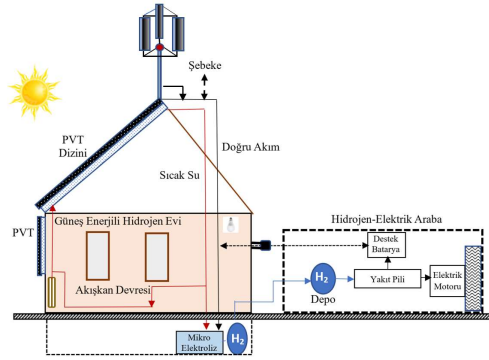 Şebeke
PVT
Dizini
Doğru Akım
Sıcak Su
PVT
Güneş Enerjili Hidrojen Evi
Akışkan Devresi
Hidrojen-Elektrik Araba
Destek
Batarya
H2
Depo
Yakıt Pili
Elektrik
Motoru
Mikro
Elektroliz
H2